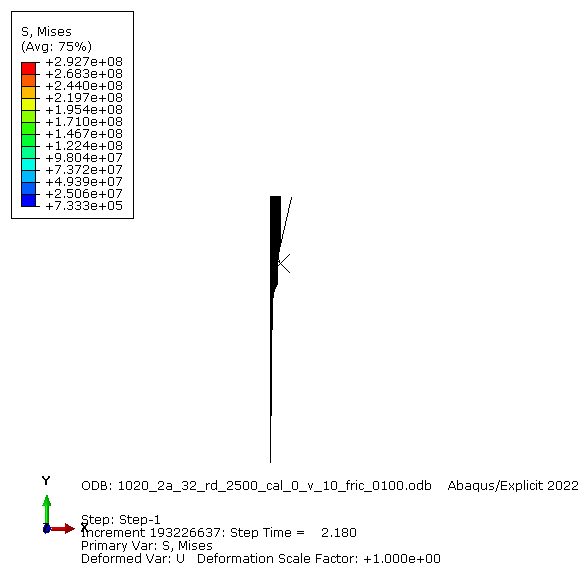 S, Mises
(Avg: 75%)
+2.927e+08
+2.683e+08
+2.440e+08
+2.197e+08
+1.954e+08
+1.710e+08
+1.467e+08
+1.224e+08
+9.804e+07
+7.372e+07
+4.939e+07
+2.506e+07
+7.333e+05
Y
Z
X
ODB: 1020_2a_32_rd_2500_cal_0_v_10_fric_0100.odb Abaqus/Explicit 2022
Step: Step-1
Increment 193226637: Step Time = 2.180
Primary Var: S, Mises
Deformed Var: U Deformation Scale Factor: +1.000e+00